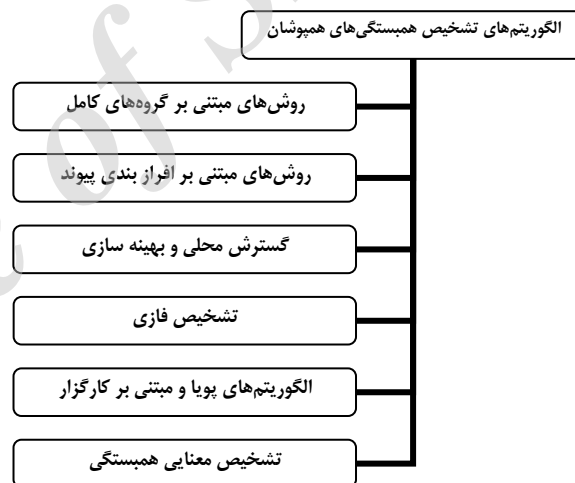 الگوریتم‌های تشخیص همبستگی‌های همپوشان
روش‌های مبتنی بر گروه‌های کامل
روش‌های مبتنی بر افراز بندی پیوند
گسترش محلی و بهینه سازی
تشخیص فازی
الگوریتم‌های پویا و مبتنی بر کارگزار
تشخیص معنایی همبستگی